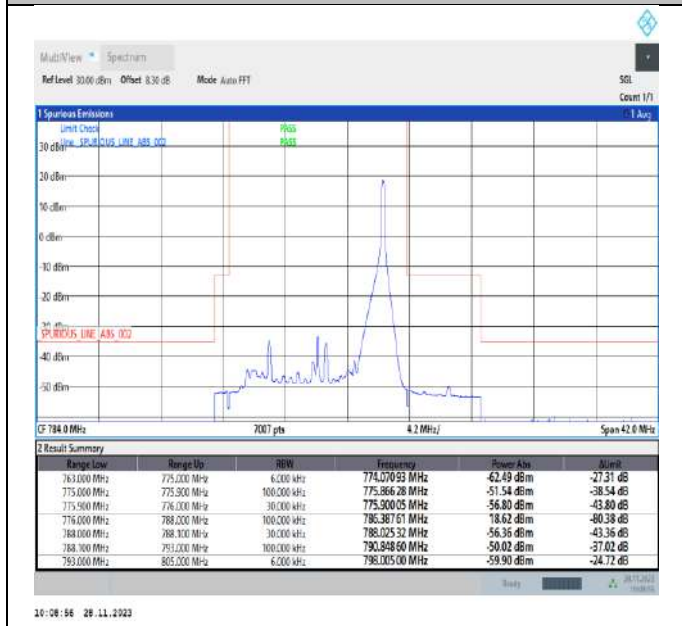 MultiView Spectrum
Ref Level 30.00 dBm Offset 8.30 dB Mode Auto FFT SGL
Count 1/1
1 Spurious Emissions 1 Avg
Limit Check PASS
Line SPURIOUS_LINE_ABS_002 PASS
30 dBm
20 dBm
10 dBm
0 dBm
-10 dBm
-20 dBm
SPURIOUS_LINE_ABS_002
-40 dBm
-50 dBm
CF 784.0 MHz 7007 pts 4.2 MHz/ Span 42.0 MHz
2 Result Summary
Range Low Range Up RBW Frequency Power Abs ΔLimit
763.000 MHz 775.000 MHz 6.000 kHz 774.07093 MHz -62.49 dBm -27.31 dB
775.000 MHz 775.900 MHz 100.000 kHz 775.86628 MHz -51.54 dBm -38.54 dB
775.900 MHz 776.000 MHz 30.000 kHz 775.90005 MHz -56.80 dBm -43.80 dB
776.000 MHz 788.000 MHz 100.000 kHz 786.38761 MHz 18.62 dBm -80.38 dB
788.000 MHz 788.100 MHz 30.000 kHz 788.02532 MHz -56.36 dBm -43.36 dB
788.100 MHz 793.000 MHz 100.000 kHz 790.84860 MHz -50.02 dBm -37.02 dB
793.000 MHz 805.000 MHz 6.000 kHz 798.00500 MHz -59.90 dBm -24.72 dB
Ready 28.11.2023
10:08:56 28.11.2023